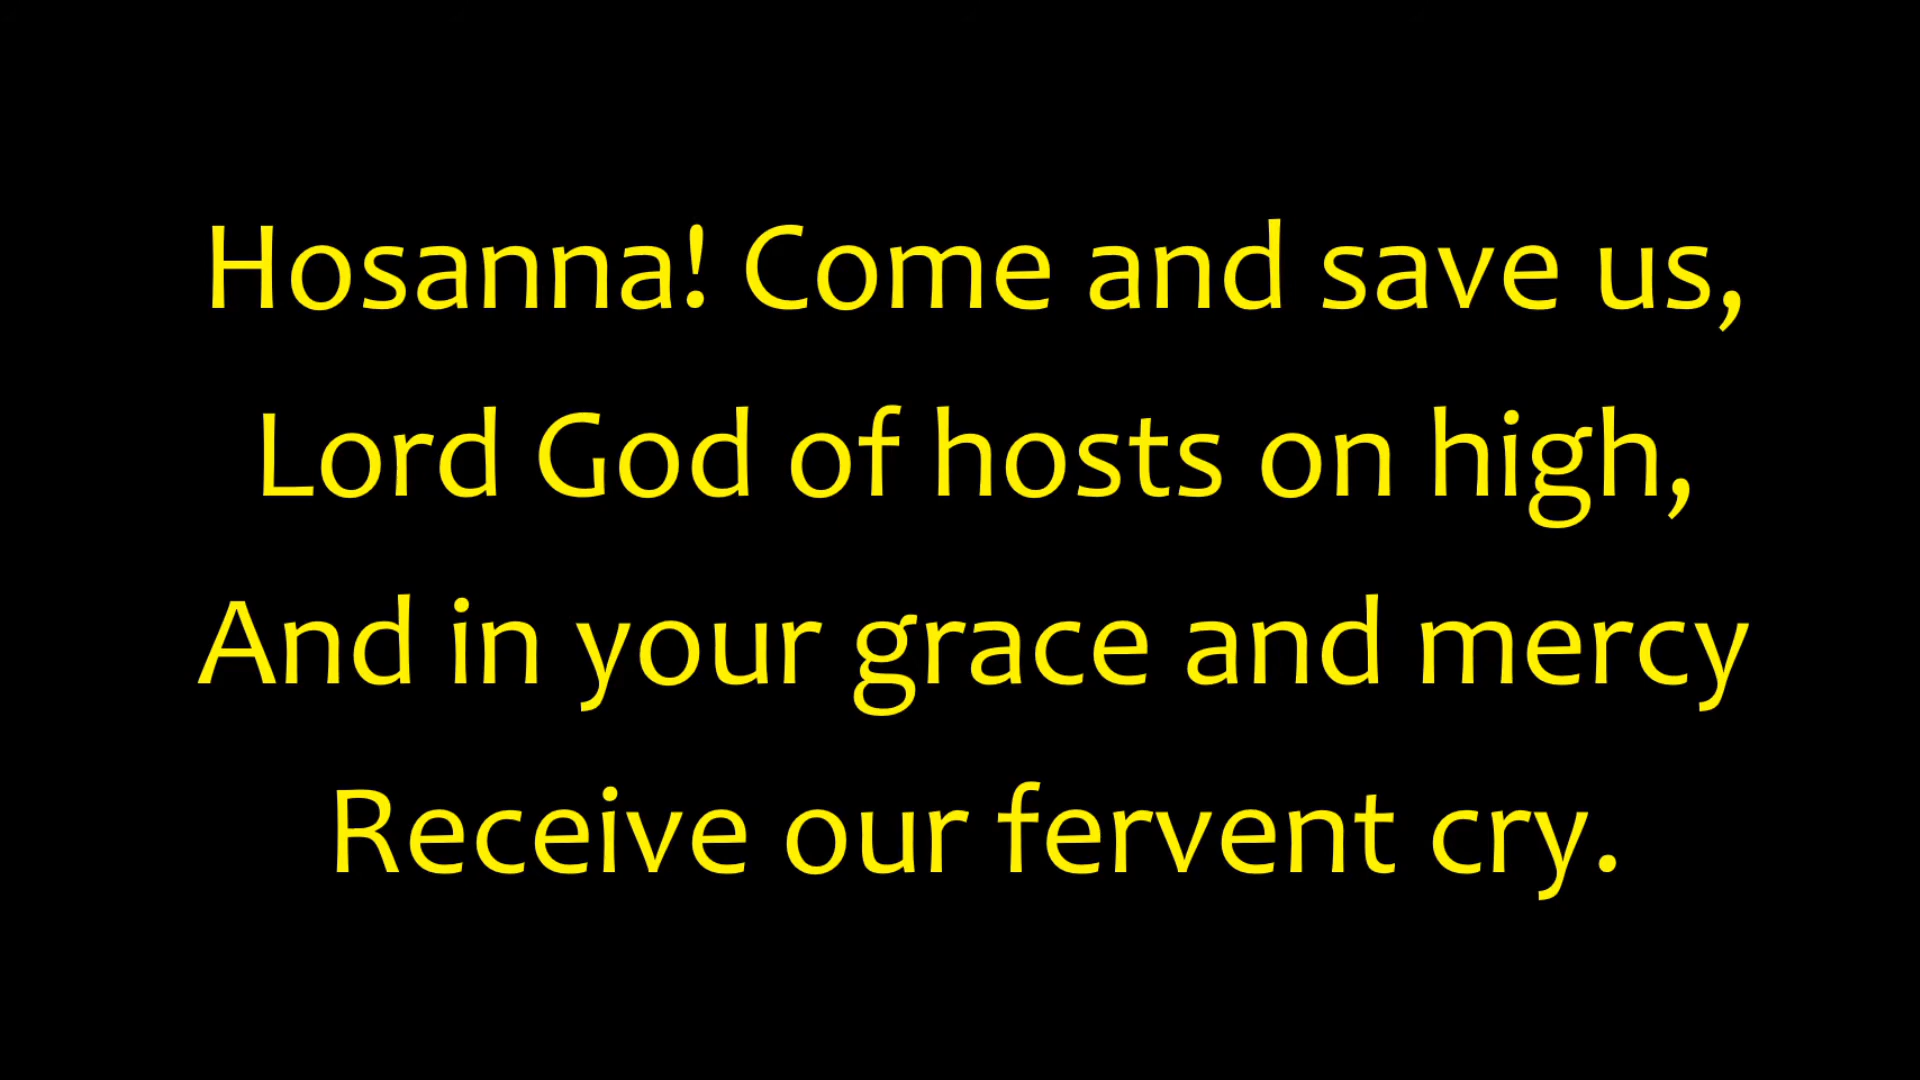 Hosanna! Come and save us,
Lord God of hosts on high,
And in your grace and mercy
Receive our fervent cry.